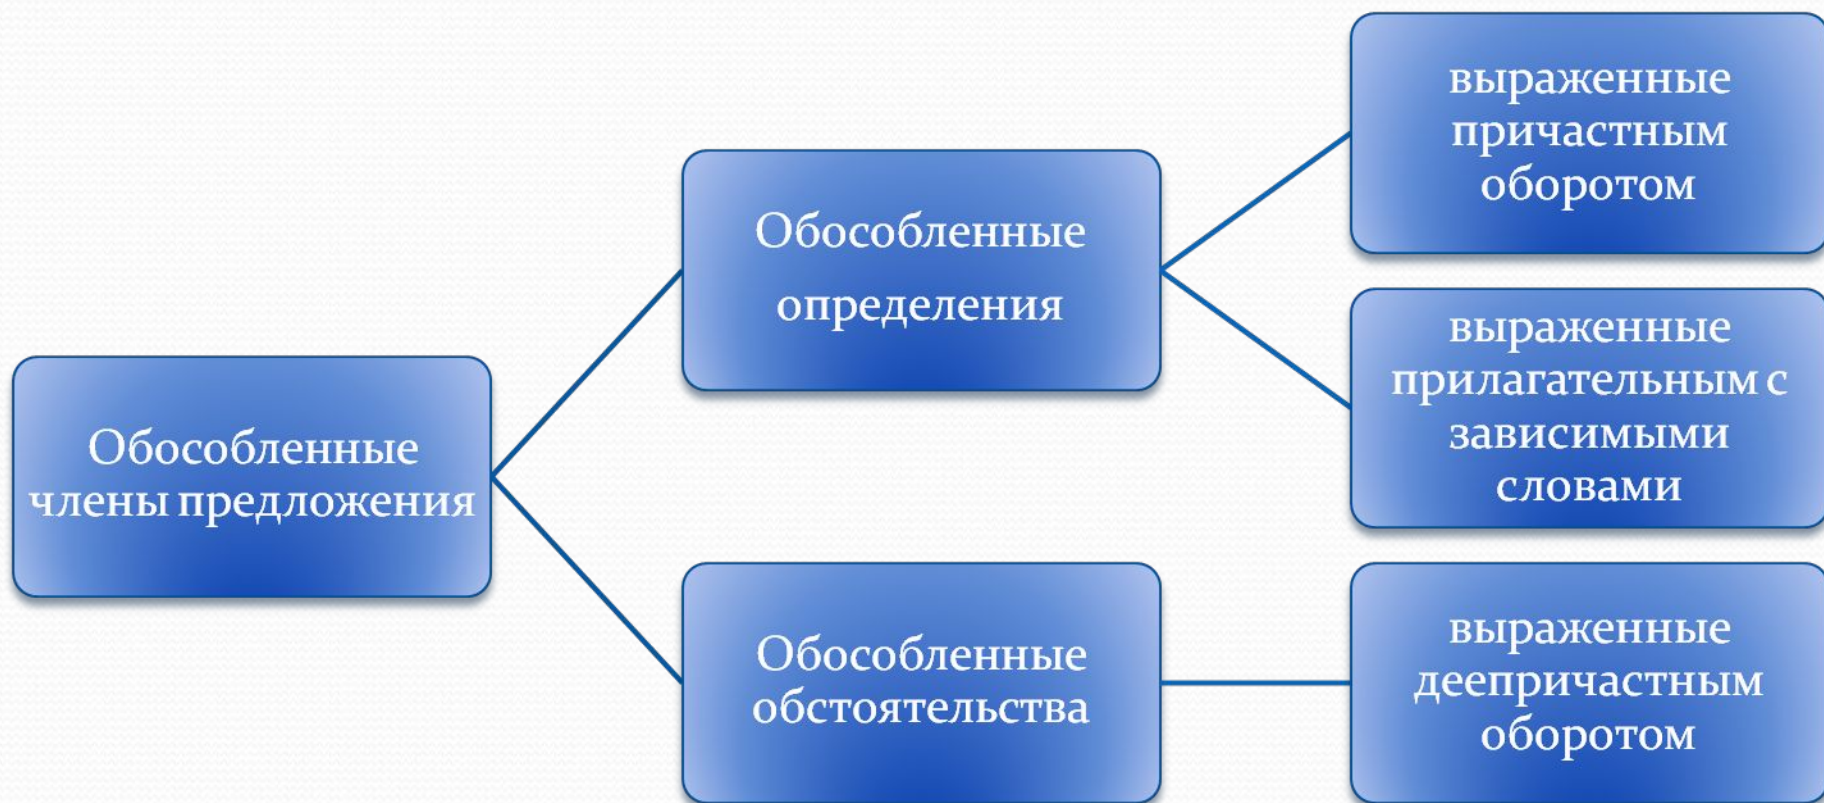 Обособленные
члены предложения
Обособленные
определения
выраженные
причастным
оборотом
выраженные
прилагательным с
зависимыми
словами
Обособленные
обстоятельства
выраженные
деепричастным
оборотом